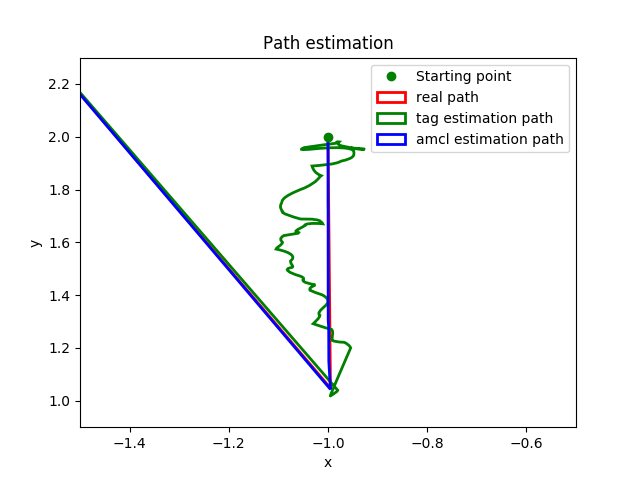 Path estimation
Starting point
real path
tag estimation path
amcl estimation path
2.2
2.0
1.8
1.6
1.4
1.2
1.0
y
−1.4
−1.2
−1.0
−0.8
−0.6
x